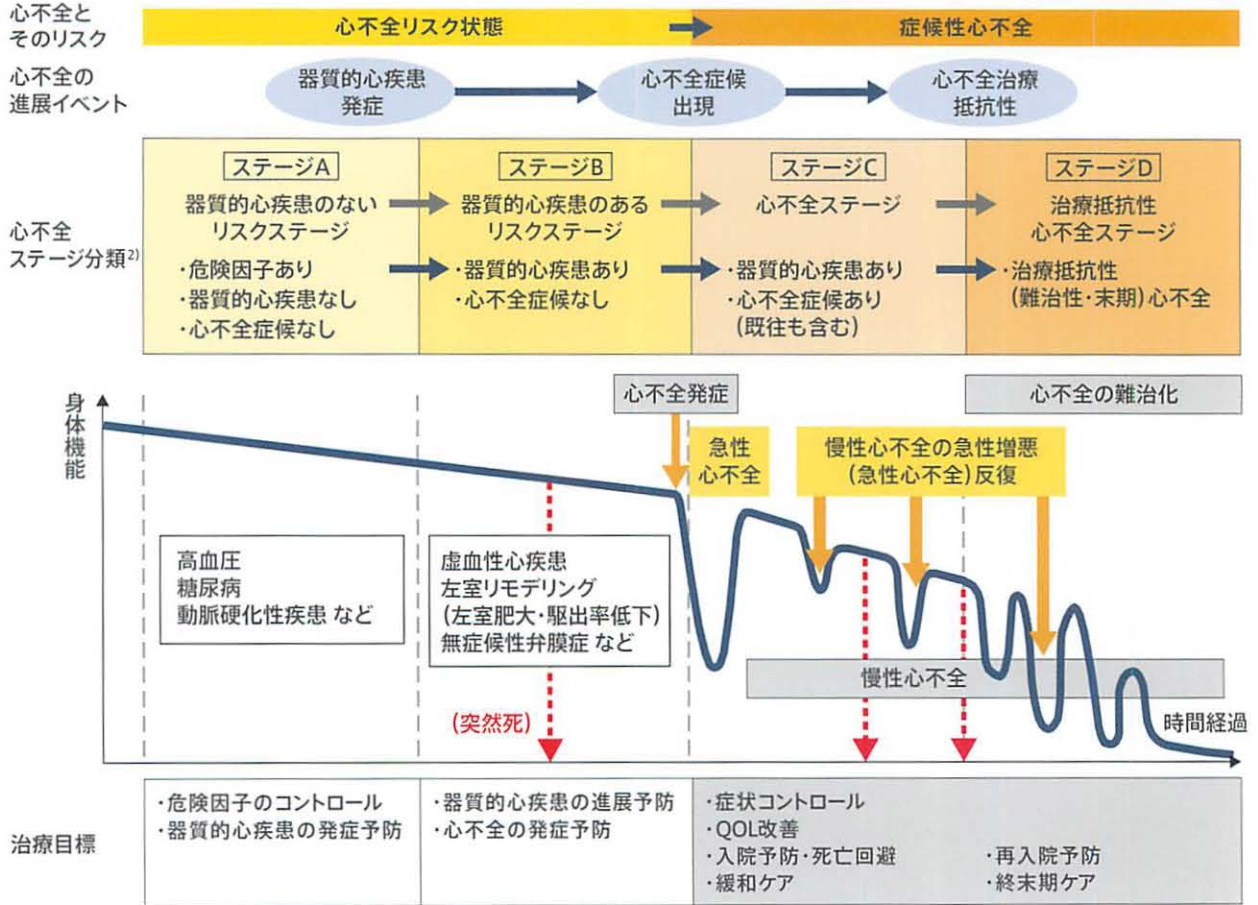 心不全と
そのリスク
心不全リスク状態
症候性心不全
心不全の
進展イベント
器質的心疾患
発症
心不全症候
出現
心不全治療
抵抗性
心不全
ステージ分類2)
ステージA
器質的心疾患のない
リスクステージ
・危険因子あり
・器質的心疾患なし
・心不全症候なし
ステージB
器質的心疾患のある
リスクステージ
・器質的心疾患あり
・心不全症候なし
ステージC
心不全ステージ
・器質的心疾患あり
・心不全症候あり
(既往も含む)
ステージD
治療抵抗性
心不全ステージ
・治療抵抗性
(難治性・末期)心不全
身体機能
心不全発症
心不全の難治化
急性
心不全
慢性心不全の急性増悪
(急性心不全)反復
高血圧
糖尿病
動脈硬化性疾患 など
虚血性心疾患
左室リモデリング
(左室肥大・駆出率低下)
無症候性弁膜症 など
慢性心不全
(突然死)
時間経過
治療目標
・危険因子のコントロール
・器質的心疾患の発症予防
・器質的心疾患の進展予防
・心不全の発症予防
・症状コントロール
・QOL改善
・入院予防・死亡回避
・緩和ケア
・再入院予防
・終末期ケア